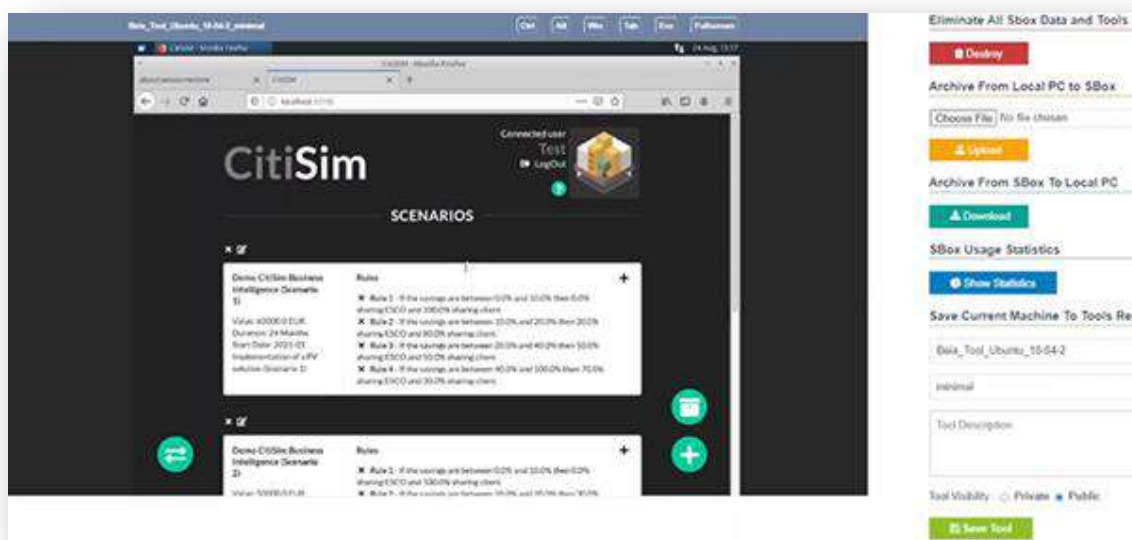 Ctrl Alt Win Tab Esc Fullscreen
CitiSIM - Mozilla Firefox
CitiSIM
Connected user
Test
LogOut
CitiSim
SCENARIOS
Demo CitiSim Business
Intelligence (Scenario
1)
Value: 60000.0 EUR
Duration: 24 Months
Start Date: 2021-01
Implementation of a PV
solution (Scenario 1)
Rules
Rule 1 - If the savings are between 0.0% and 10.0% then 0.0%
sharing ESCO and 100.0% sharing client.
Rule 2 - If the savings are between 10.0% and 20.0% then 20.0%
sharing ESCO and 80.0% sharing client.
Rule 3 - If the savings are between 20.0% and 40.0% then 50.0%
sharing ESCO and 50.0% sharing client.
Rule 4 - If the savings are between 40.0% and 100.0% then 70.0%
sharing ESCO and 30.0% sharing client.
Demo CitiSim Business
Intelligence (Scenario
2)
Value: 50000.0 EUR
Rules
Rule 1 - If the savings are between 0.0% and 10.0% then 0.0%
sharing ESCO and 100.0% sharing client.
Eliminate All Sbox Data and Tools
Destroy
Archive From Local PC to SBox
Choose File No file chosen
Upload
Archive From SBox To Local PC
Download
SBox Usage Statistics
Show Statistics
Save Current Machine To Tools Re
Beia_Tool_Ubuntu_18-64-2
minimal
Tool Description
Tool Visibility Private Public
Save Tool